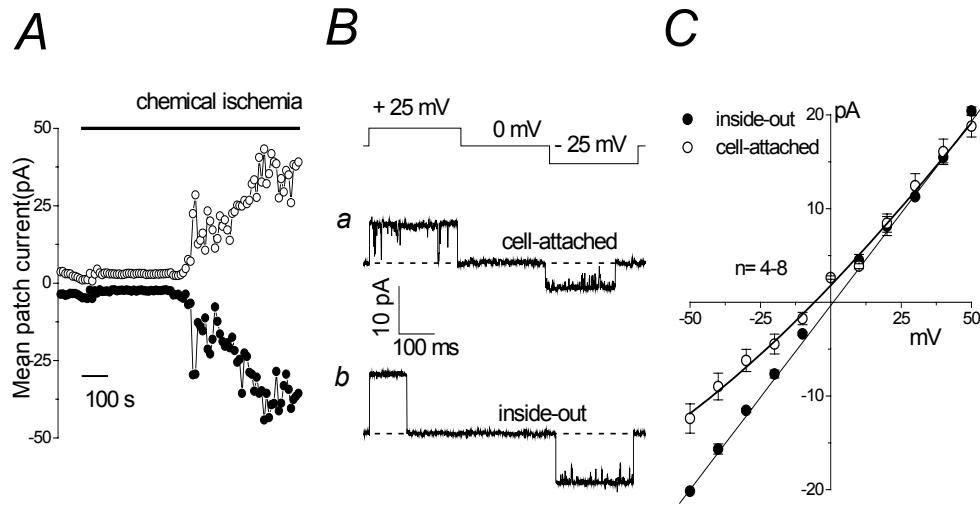 A
chemical ischemia
50
25
0
-25
-50
Mean patch current(pA)
100 s
B
+ 25 mV
0 mV
- 25 mV
a
cell-attached
10 pA
100 ms
b
inside-out
C
20
pA
inside-out
cell-attached
10
n= 4-8
-50
-25
25
50
mV
-10
-20